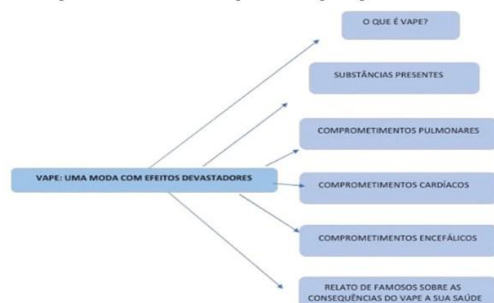 O QUE É VAPE?
SUBSTÂNCIAS PRESENTES
COMPROMETIMENTOS PULMONARES
VAPE: UMA MODA COM EFEITOS DEVASTADORES
COMPROMETIMENTOS CARDÍACOS
COMPROMETIMENTOS ENCEFÁLICOS
RELATO DE FAMOSOS SOBRE AS
CONSEQUÊNCIAS DO VAPE A SUA SAÚDE